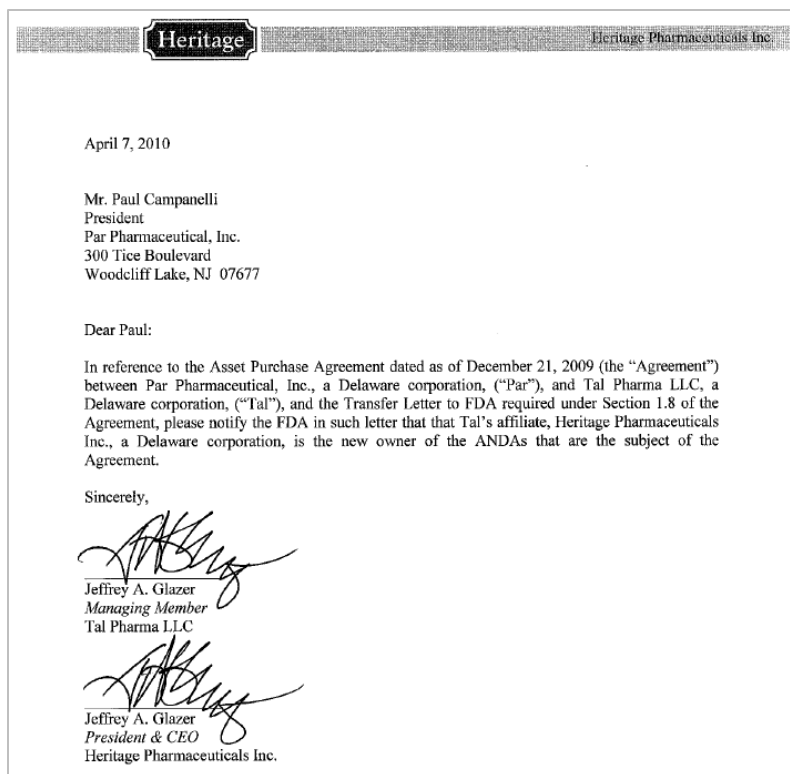 Heritage
Heritage Pharmaceuticals Inc.
April 7, 2010
Mr. Paul Campanelli
President
Par Pharmaceutical, Inc.
300 Tice Boulevard
Woodcliff Lake, NJ 07677
Dear Paul:
In reference to the Asset Purchase Agreement dated as of December 21, 2009 (the “Agreement”)
between Par Pharmaceutical, Inc., a Delaware corporation, (“Par”), and Tal Pharma LLC, a
Delaware corporation, (“Tal”), and the Transfer Letter to FDA required under Section 1.8 of the
Agreement, please notify the FDA in such letter that that Tal’s affiliate, Heritage Pharmaceuticals
Inc., a Delaware corporation, is the new owner of the ANDAs that are the subject of the
Agreement.
Sincerely,
Jeffrey A. Glazer
Managing Member
Tal Pharma LLC
Jeffrey A. Glazer
President & CEO
Heritage Pharmaceuticals Inc.